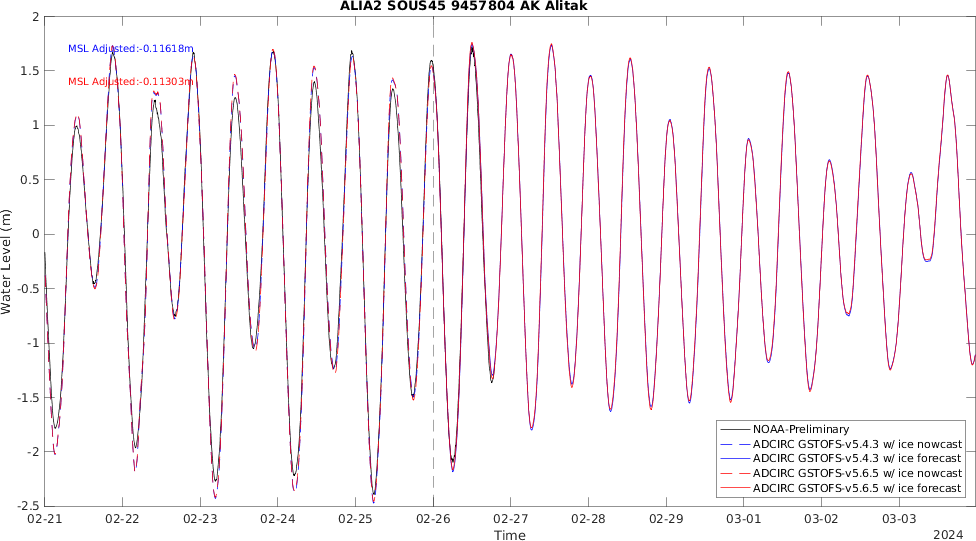 ALIA2 SOUS45 9457804 AK Alitak
MSL Adjusted:-0.11618m
MSL Adjusted:-0.11303m
Water Level (m)
2
1.5
1
0.5
0
-0.5
-1
-1.5
-2
-2.5
NOAA-Preliminary
ADCIRC GSTOFS-v5.4.3 w/ ice nowcast
ADCIRC GSTOFS-v5.4.3 w/ ice forecast
ADCIRC GSTOFS-v5.6.5 w/ ice nowcast
ADCIRC GSTOFS-v5.6.5 w/ ice forecast
02-21 02-22 02-23 02-24 02-25 02-26 02-27 02-28 02-29 03-01 03-02 03-03
Time
2024